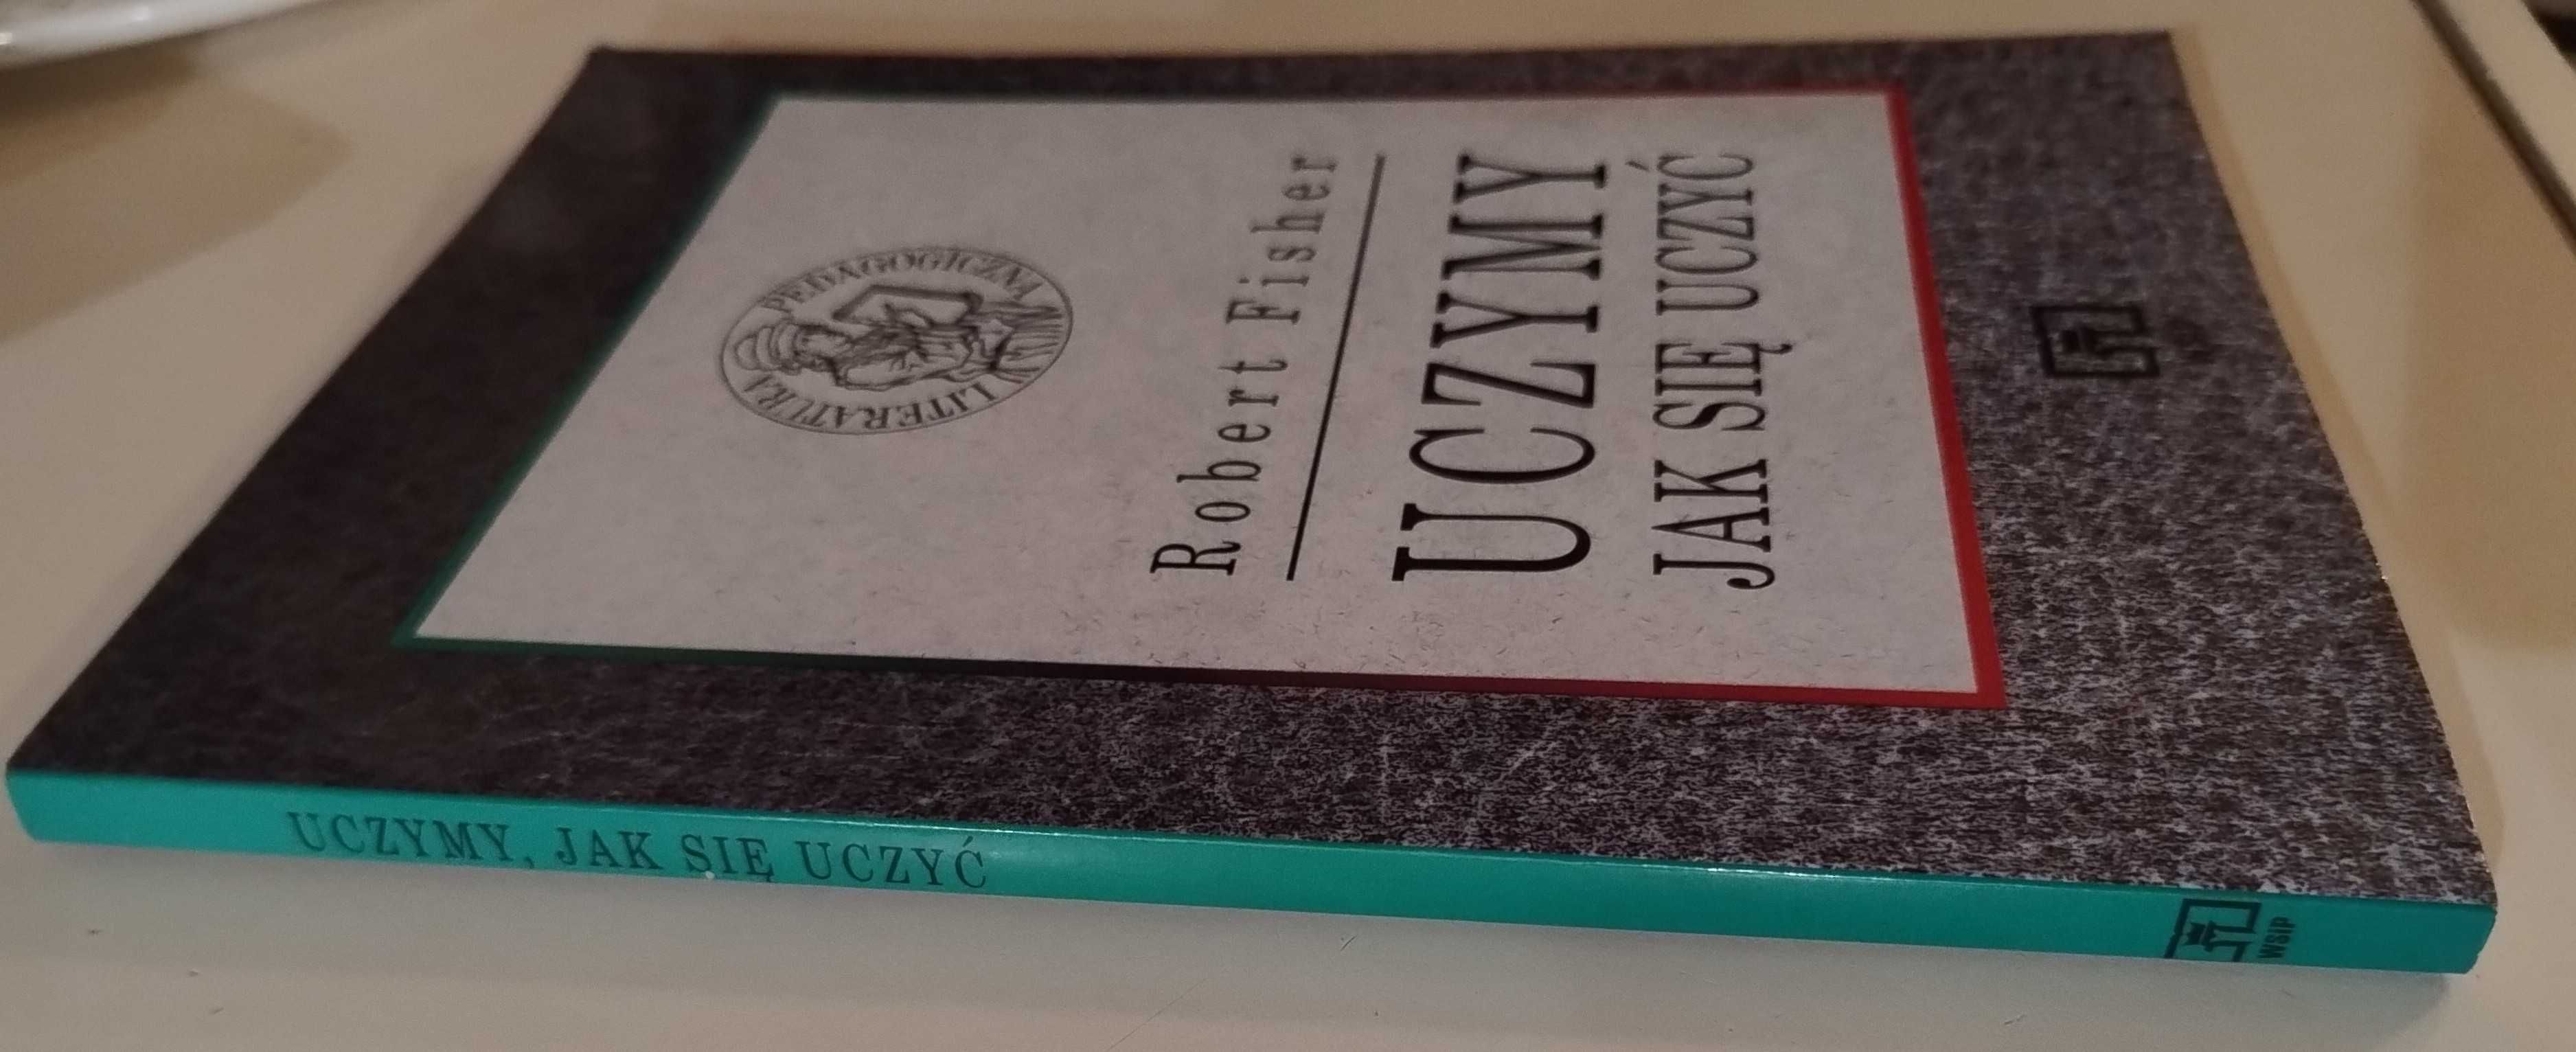 LITERATURA PEDAGOGICZNA
Robert Fisher
UCZYMY
JAK SIĘ UCZYĆ
UCZYMY, JAK SIĘ UCZYĆ
WSiP